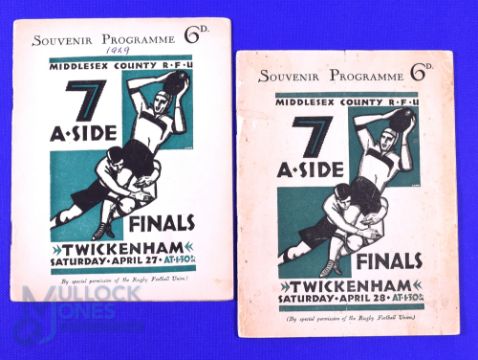 SOUVENIR PROGRAMME 6D.
1929
MIDDLESEX COUNTY R·F·U
7
A·SIDE
FINALS
»TWICKENHAM«
SATURDAY·APRIL 27·AT·1·30
(By special permission of the Rugby Football Union.)
SOUVENIR PROGRAMME 6D.
MIDDLESEX COUNTY R·F·U
7
A·SIDE
FINALS
»TWICKENHAM«
SATURDAY·APRIL 28·AT·1·30
(By special permission of the Rugby Football Union.)
MULLOCK
JONES